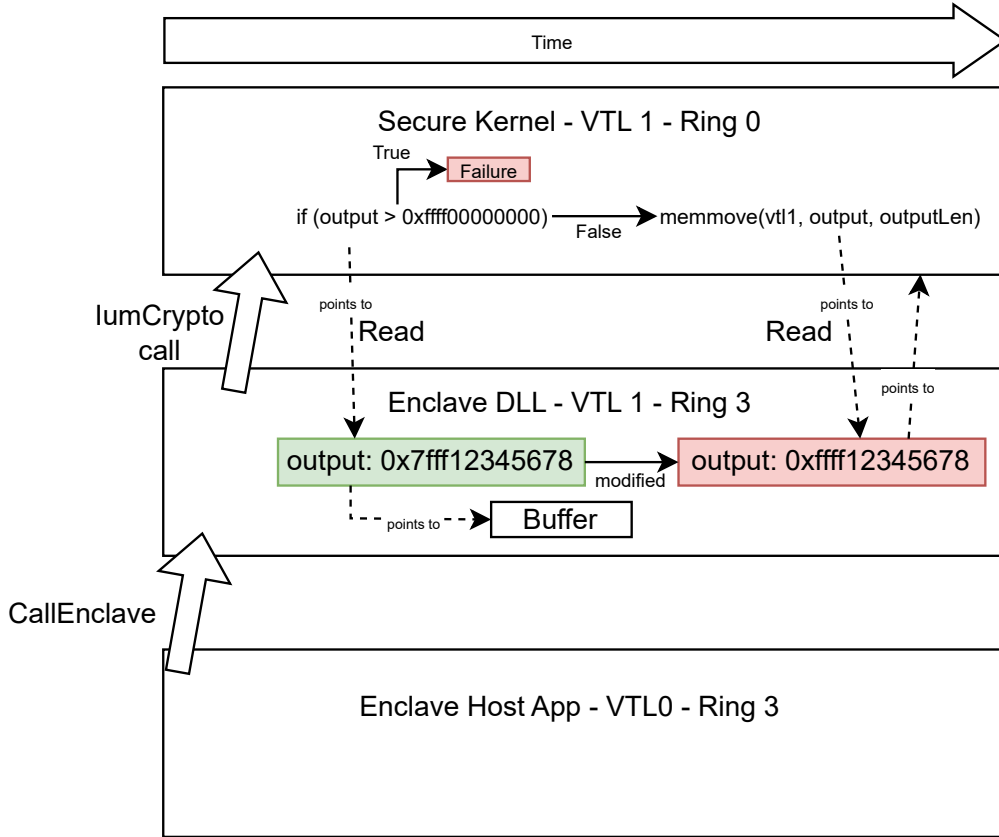 Time
Secure Kernel - VTL 1 - Ring 0
True
Failure
if (output > 0xffff00000000)
False
memmove(vtl1, output, outputLen)
points to
Read
points to
Read
points to
IumCrypto
call
Enclave DLL - VTL 1 - Ring 3
output: 0x7fff12345678
modified
output: 0xffff12345678
points to
Buffer
CallEnclave
Enclave Host App - VTL0 - Ring 3